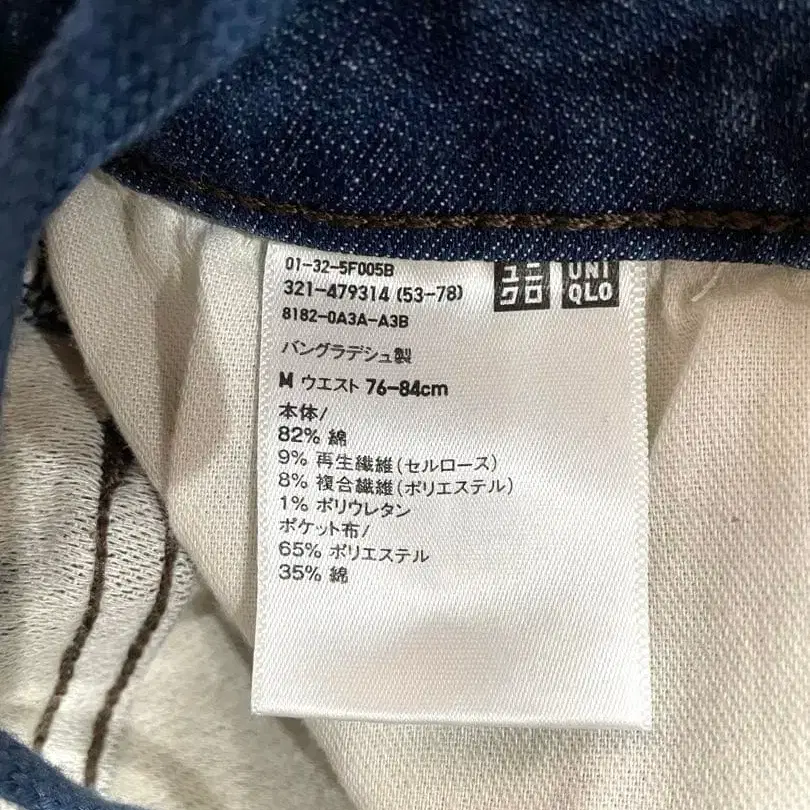 01-32-5F005B
321-479314 (53-78)
8182-0A3A-A3B
ユニ
クロ
UNI
QLO
バングラデシュ製
M ウエスト 76-84cm
本体/
82% 綿
9% 再生繊維(セルロース)
8% 複合繊維(ポリエステル)
1% ポリウレタン
ポケット布/
65% ポリエステル
35% 綿